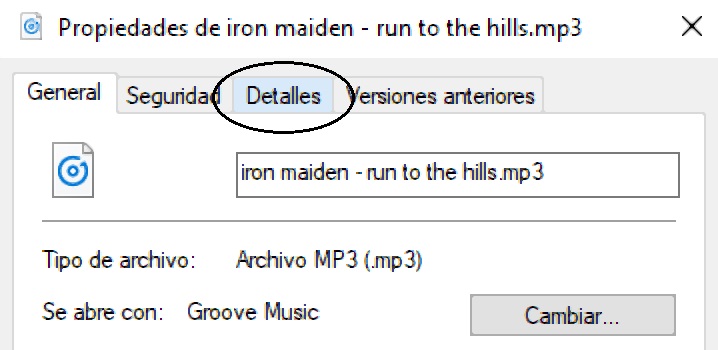 Propiedades de iron maiden - run to the hills.mp3
General Seguridad Detalles Versiones anteriores
iron maiden - run to the hills.mp3
Tipo de archivo: Archivo MP3 (.mp3)
Se abre con: Groove Music Cambiar...